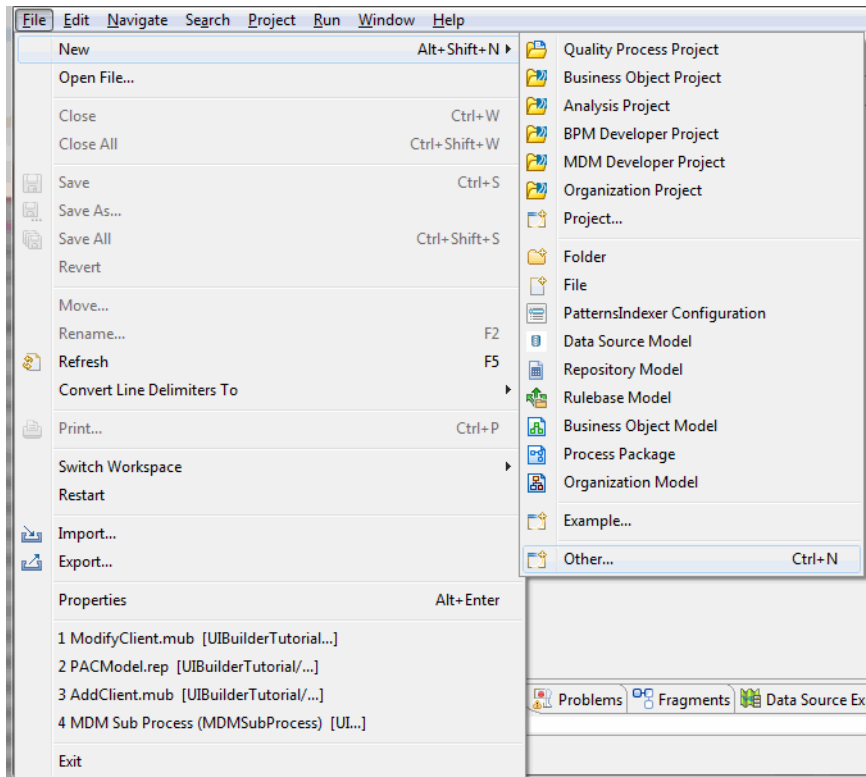 File Edit Navigate Search Project Run Window Help
New Alt+Shift+N
Open File...
Close Ctrl+W
Close All Ctrl+Shift+W
Save Ctrl+S
Save As...
Save All Ctrl+Shift+S
Revert
Move...
Rename... F2
Refresh F5
Convert Line Delimiters To
Print... Ctrl+P
Switch Workspace
Restart
Import...
Export...
Properties Alt+Enter
1 ModifyClient.mub [UIBuilderTutorial...]
2 PACModel.rep [UIBuilderTutorial/...]
3 AddClient.mub [UIBuilderTutorial/...]
4 MDM Sub Process (MDMSubProcess) [UI...]
Exit
Quality Process Project
Business Object Project
Analysis Project
BPM Developer Project
MDM Developer Project
Organization Project
Project...
Folder
File
PatternsIndexer Configuration
Data Source Model
Repository Model
Rulebase Model
Business Object Model
Process Package
Organization Model
Example...
Other... Ctrl+N
Problems Fragments Data Source Ex